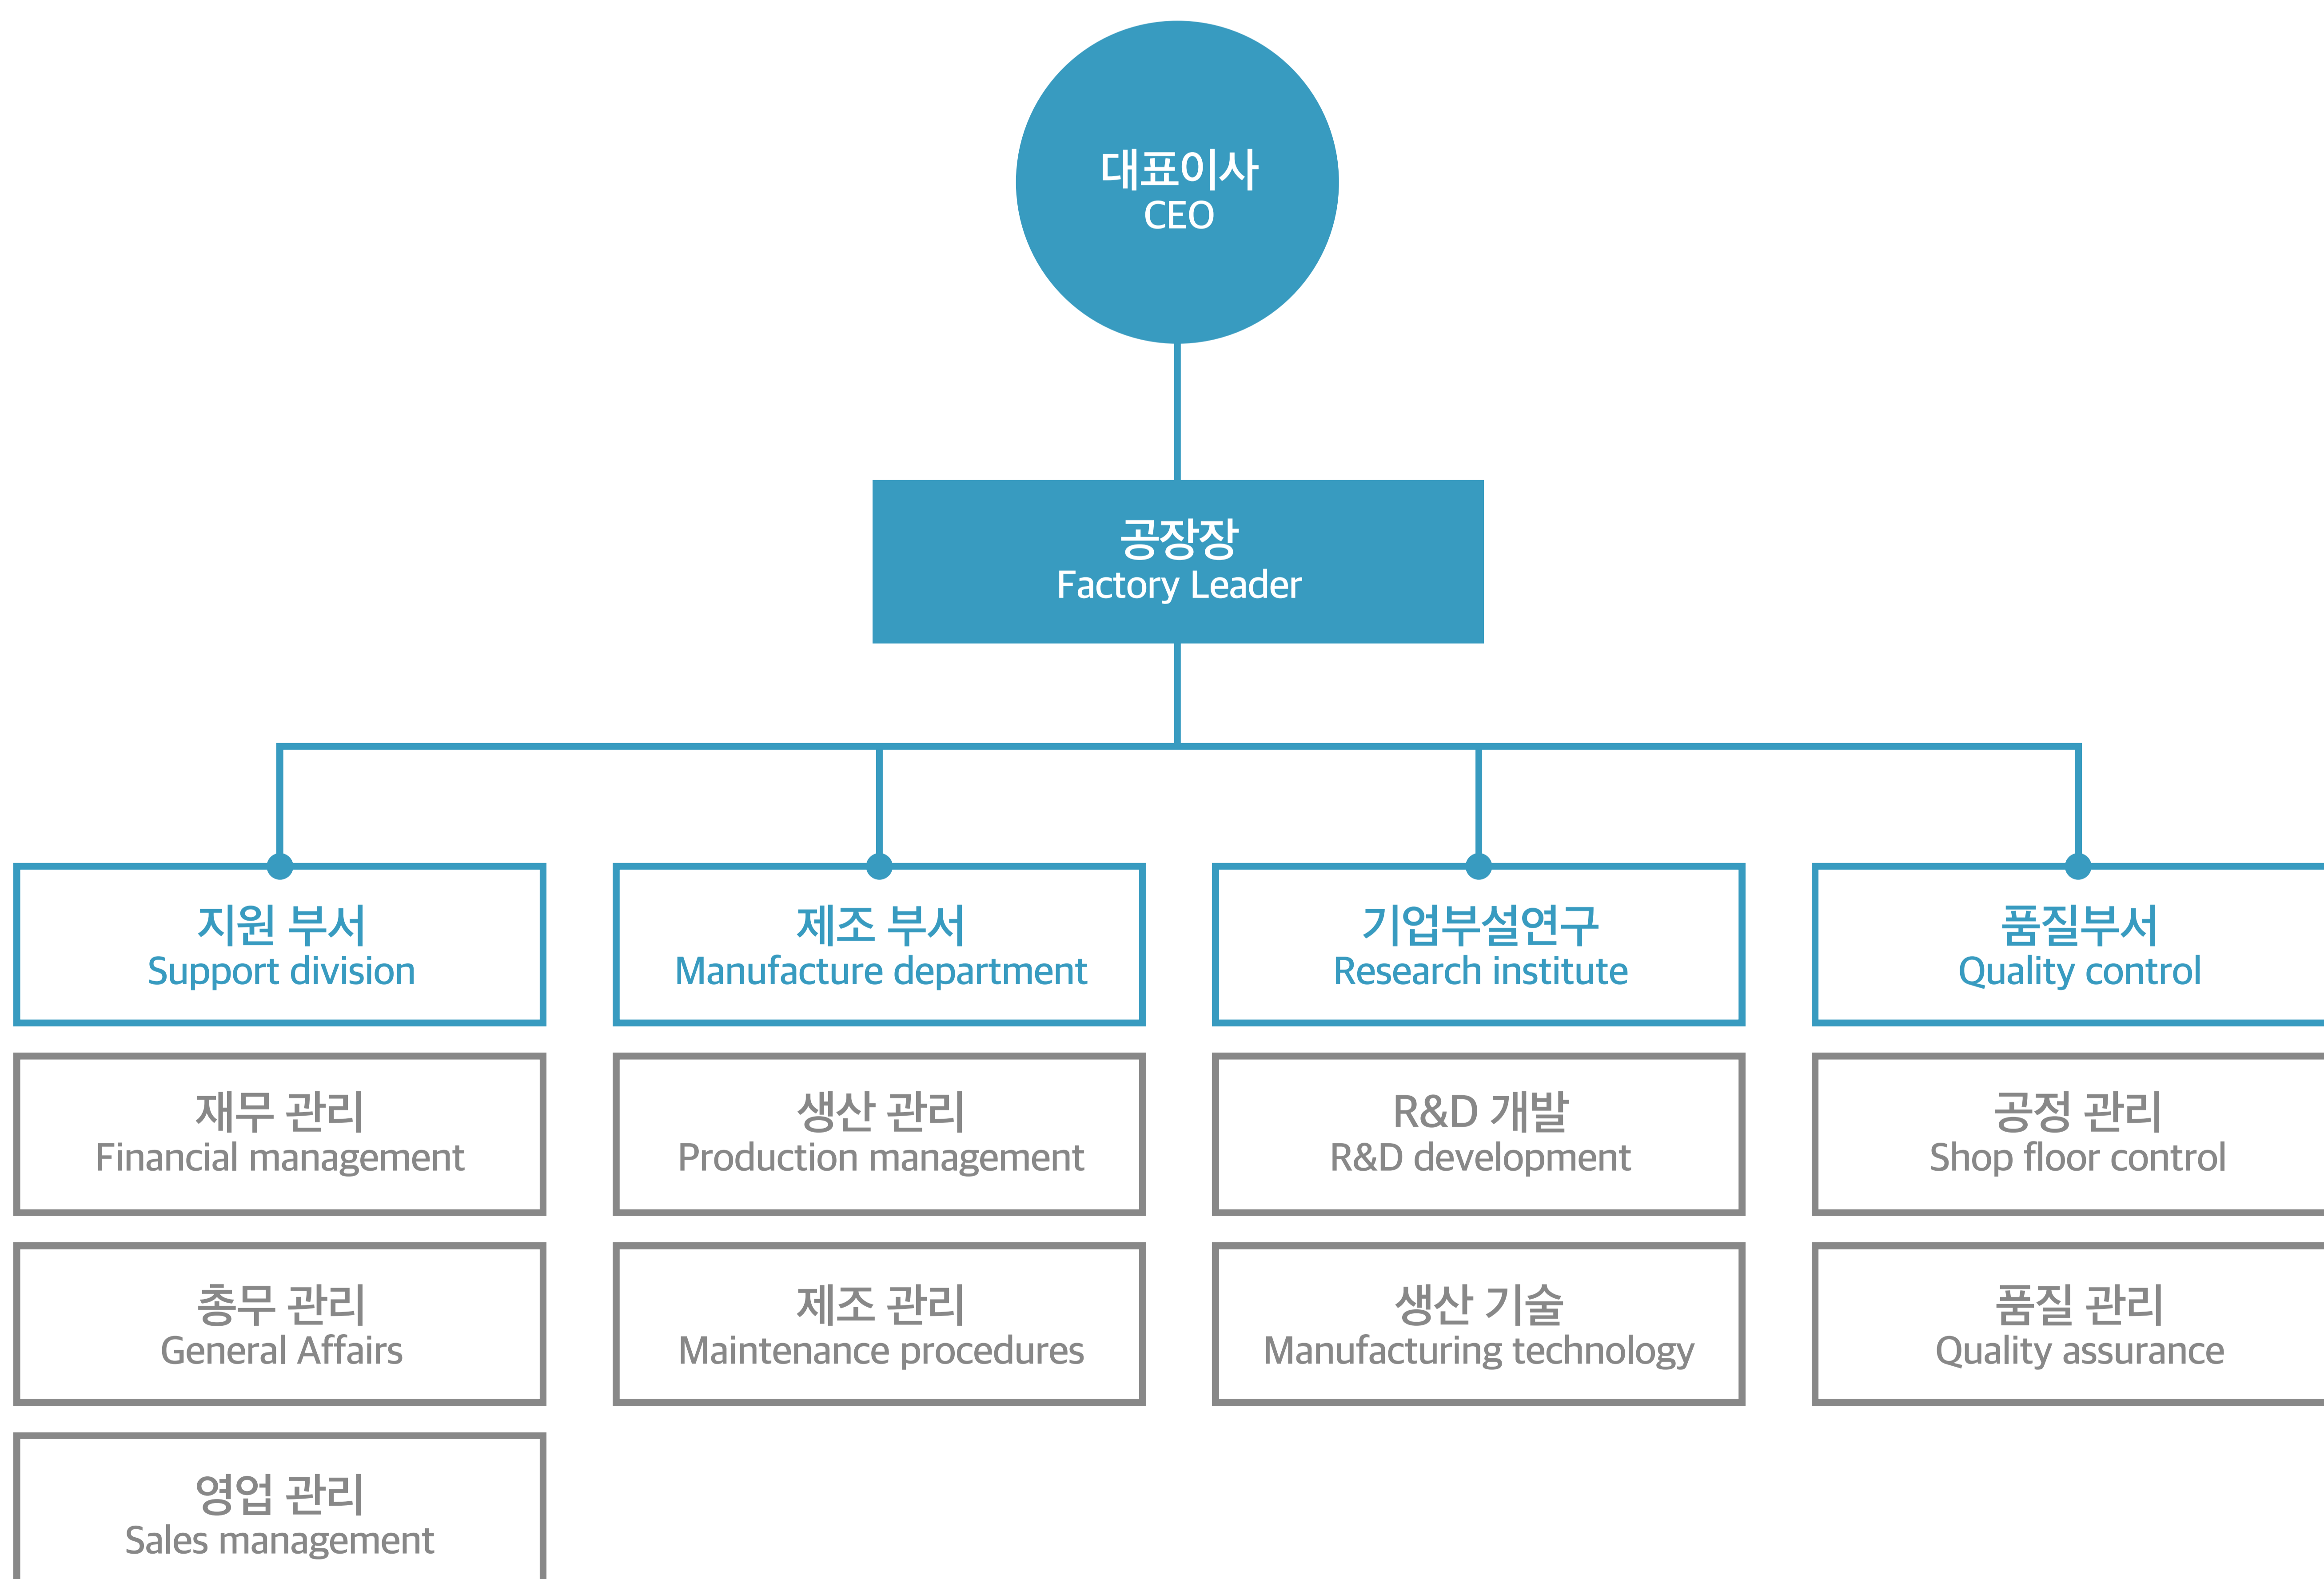 대표이사
CEO
공장장
Factory Leader
지원 부서
Support division
제조 부서
Manufacture department
기업부설연구
Research institute
품질부서
Quality control
재무 관리
Financial management
생산 관리
Production management
R&D 개발
R&D development
공정 관리
Shop floor control
총무 관리
General Affairs
제조 관리
Maintenance procedures
생산 기술
Manufacturing technology
품질 관리
Quality assurance
영업 관리
Sales management